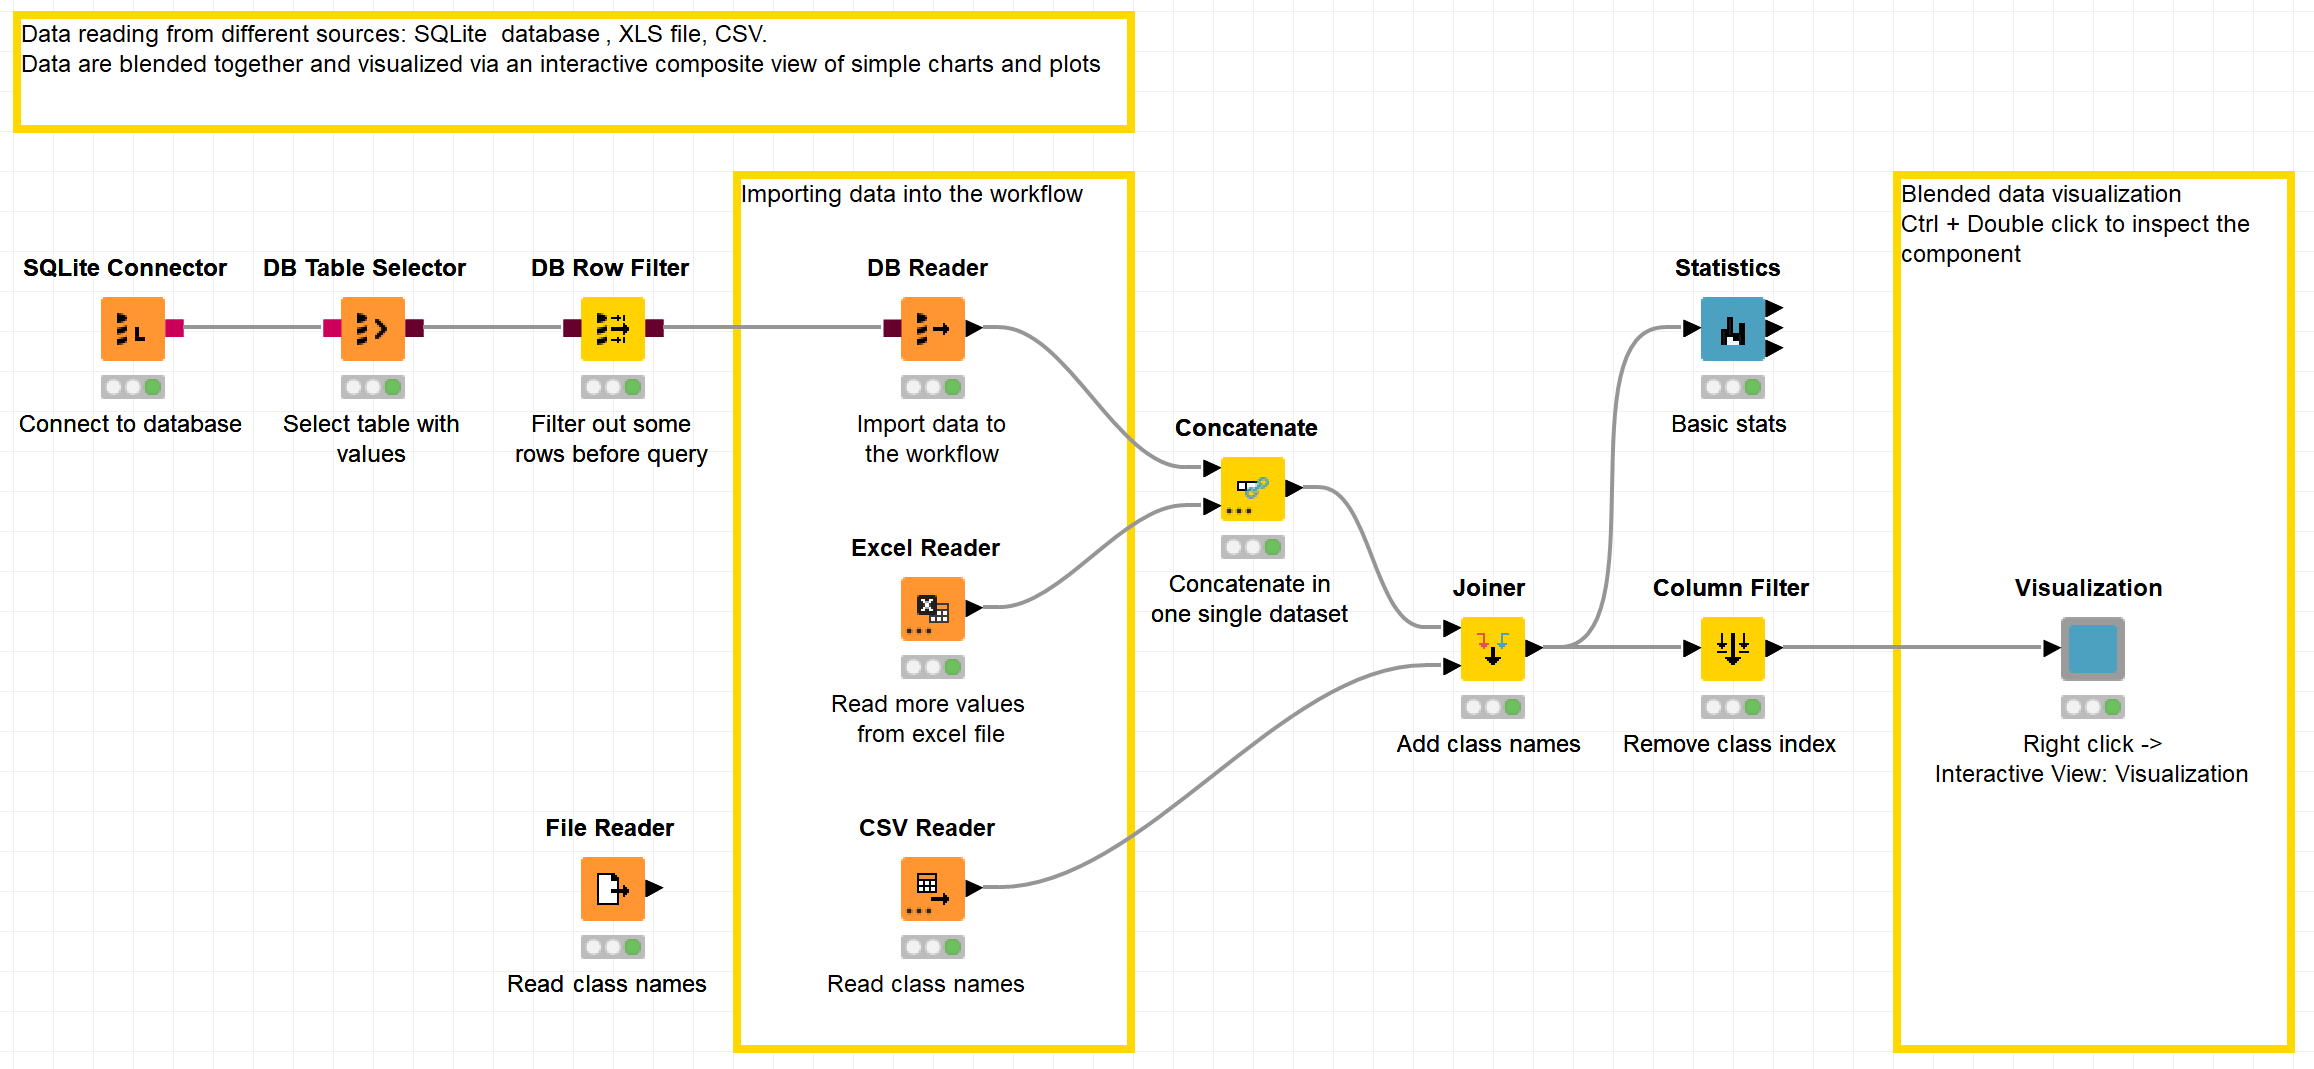 Data reading from different sources: SQLite  database , XLS file, CSV.
Data are blended together and visualized via an interactive composite view of simple charts and plots
Importing data into the workflow
Blended data visualization
Ctrl + Double click to inspect the
component
SQLite Connector
Connect to database
DB Table Selector
Select table with
values
DB Row Filter
Filter out some
rows before query
DB Reader
Import data to
the workflow
Excel Reader
Read more values
from excel file
File Reader
Read class names
CSV Reader
Read class names
Concatenate
Concatenate in
one single dataset
Joiner
Add class names
Statistics
Basic stats
Column Filter
Remove class index
Visualization
Right click ->
Interactive View: Visualization